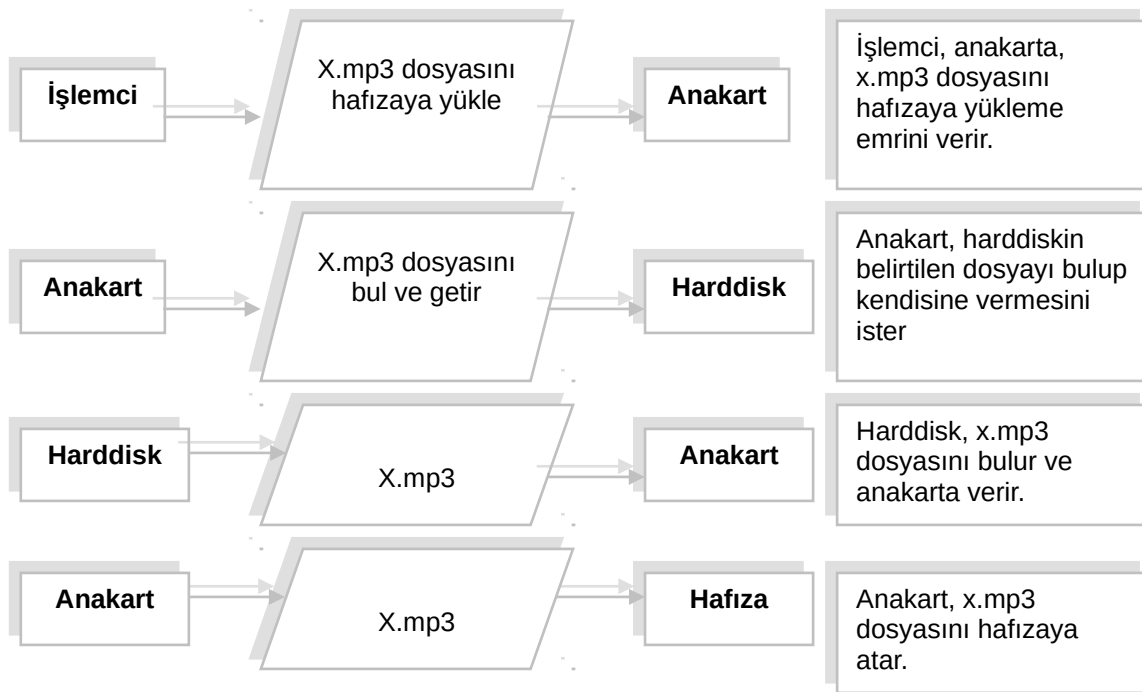 İşlemci
X.mp3 dosyasını
hafızaya yükle
Anakart
İşlemci, anakarta,
x.mp3 dosyasını
hafızaya yükleme
emrini verir.
Anakart
X.mp3 dosyasını
bul ve getir
Harddisk
Anakart, harddiskin
belirtilen dosyayı bulup
kendisine vermesini
ister
Harddisk
X.mp3
Anakart
Harddisk, x.mp3
dosyasını bulur ve
anakarta verir.
Anakart
X.mp3
Hafıza
Anakart, x.mp3
dosyasını hafızaya
atar.